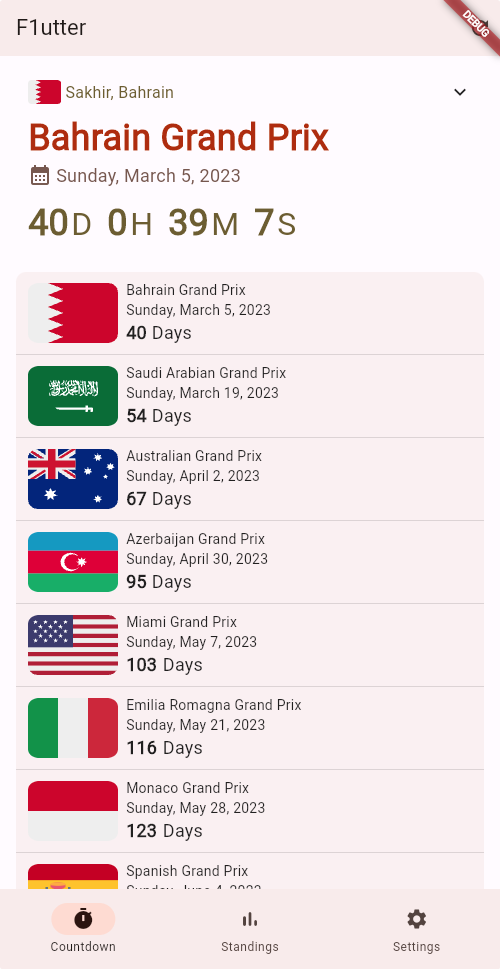 F1utter
DEBUG
Sakhir, Bahrain
Bahrain Grand Prix
Sunday, March 5, 2023
40D 0H 39M 7S
Bahrain Grand Prix
Sunday, March 5, 2023
40 Days
Saudi Arabian Grand Prix
Sunday, March 19, 2023
54 Days
Australian Grand Prix
Sunday, April 2, 2023
67 Days
Azerbaijan Grand Prix
Sunday, April 30, 2023
95 Days
Miami Grand Prix
Sunday, May 7, 2023
103 Days
Emilia Romagna Grand Prix
Sunday, May 21, 2023
116 Days
Monaco Grand Prix
Sunday, May 28, 2023
123 Days
Spanish Grand Prix
Sunday, June 4, 2023
Countdown
Standings
Settings